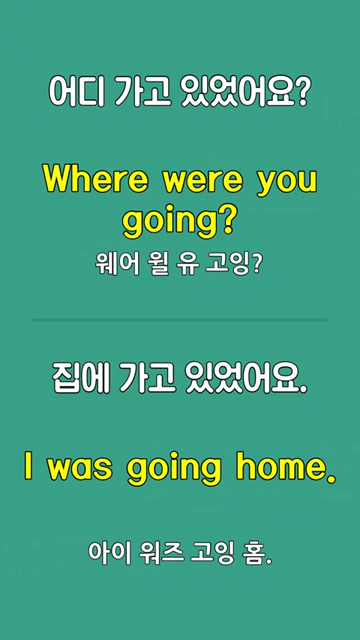 어디 가고 있었어요?
Where were you
going?
웨어 월 유 고잉?
집에 가고 있었어요.
I was going home.
아이 워즈 고잉 홈.